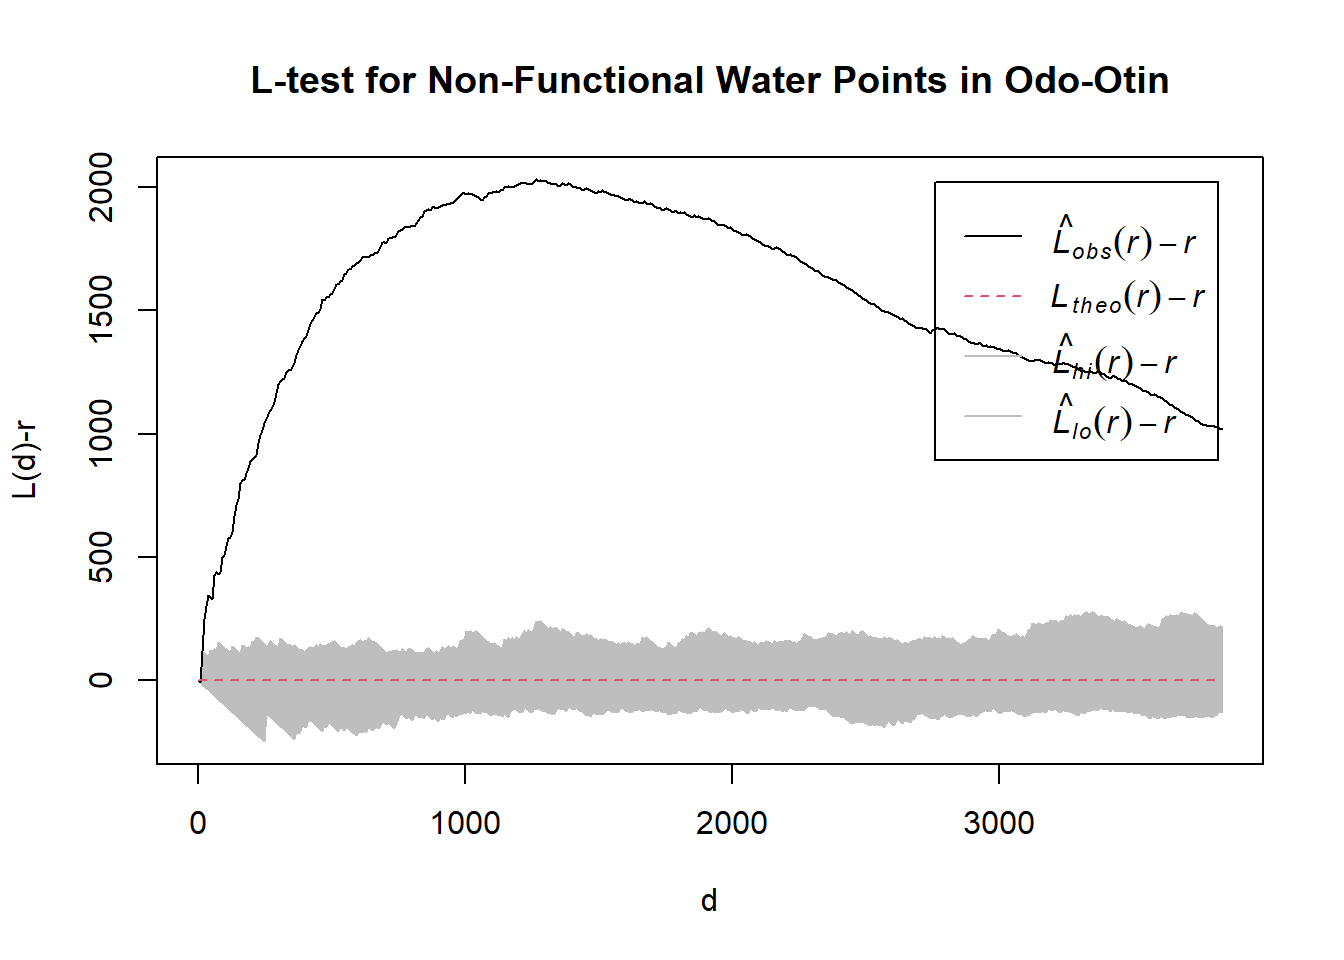 L-test for Non-Functional Water Points in Odo-Otin
L(d)-r
2000
1500
1000
500
0
L̂obs(r) − r
Ltheo(r) − r
L̂hi(r) − r
L̂lo(r) − r
0 1000 2000 3000
d